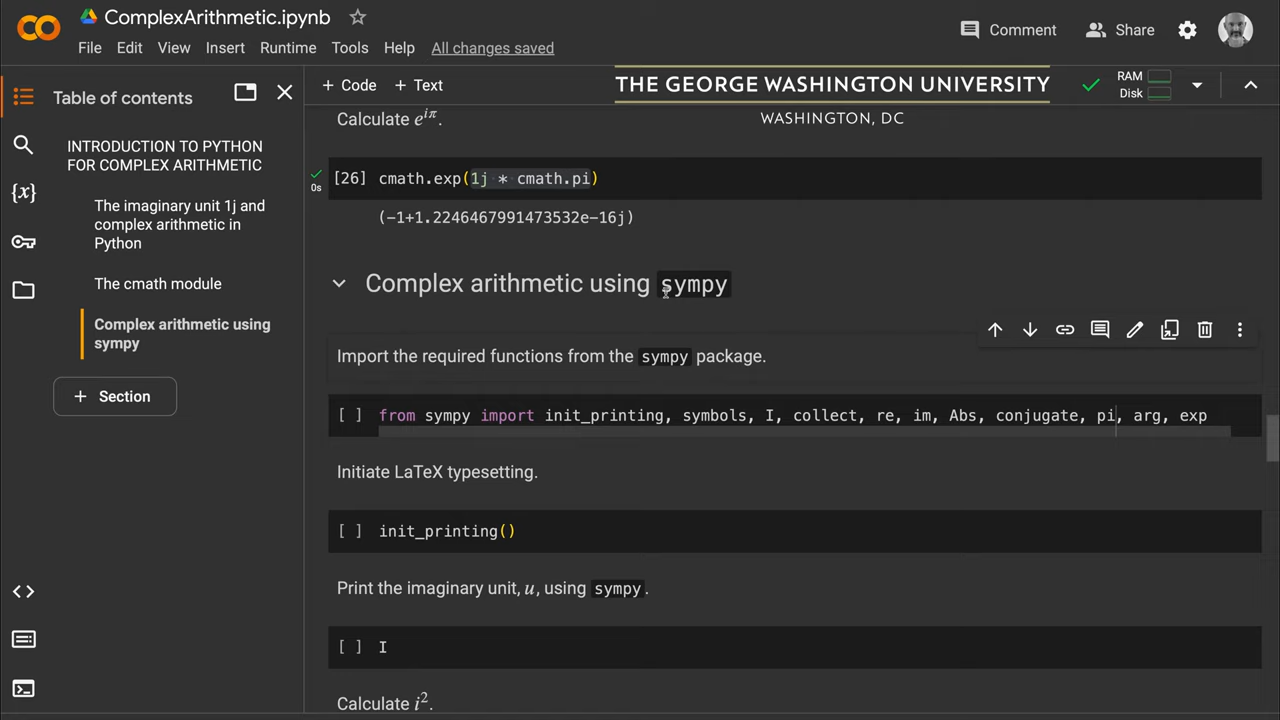 ComplexArithmetic.ipynb
Comment
Share
File Edit View Insert Runtime Tools Help All changes saved
Table of contents
+ Code + Text
THE GEORGE WASHINGTON UNIVERSITY
WASHINGTON, DC
RAM
Disk
INTRODUCTION TO PYTHON
FOR COMPLEX ARITHMETIC
The imaginary unit 1j and
complex arithmetic in
Python
The cmath module
Complex arithmetic using
sympy
+ Section
{x}
Calculate e^{iπ}.
0s
[26] cmath.exp(1j * cmath.pi)
(-1+1.2246467991473532e-16j)
Complex arithmetic using sympy
Import the required functions from the sympy package.
[ ] from sympy import init_printing, symbols, I, collect, re, im, Abs, conjugate, pi, arg, exp
Initiate LaTeX typesetting.
[ ] init_printing()
Print the imaginary unit, u, using sympy.
[ ] I
Calculate i².